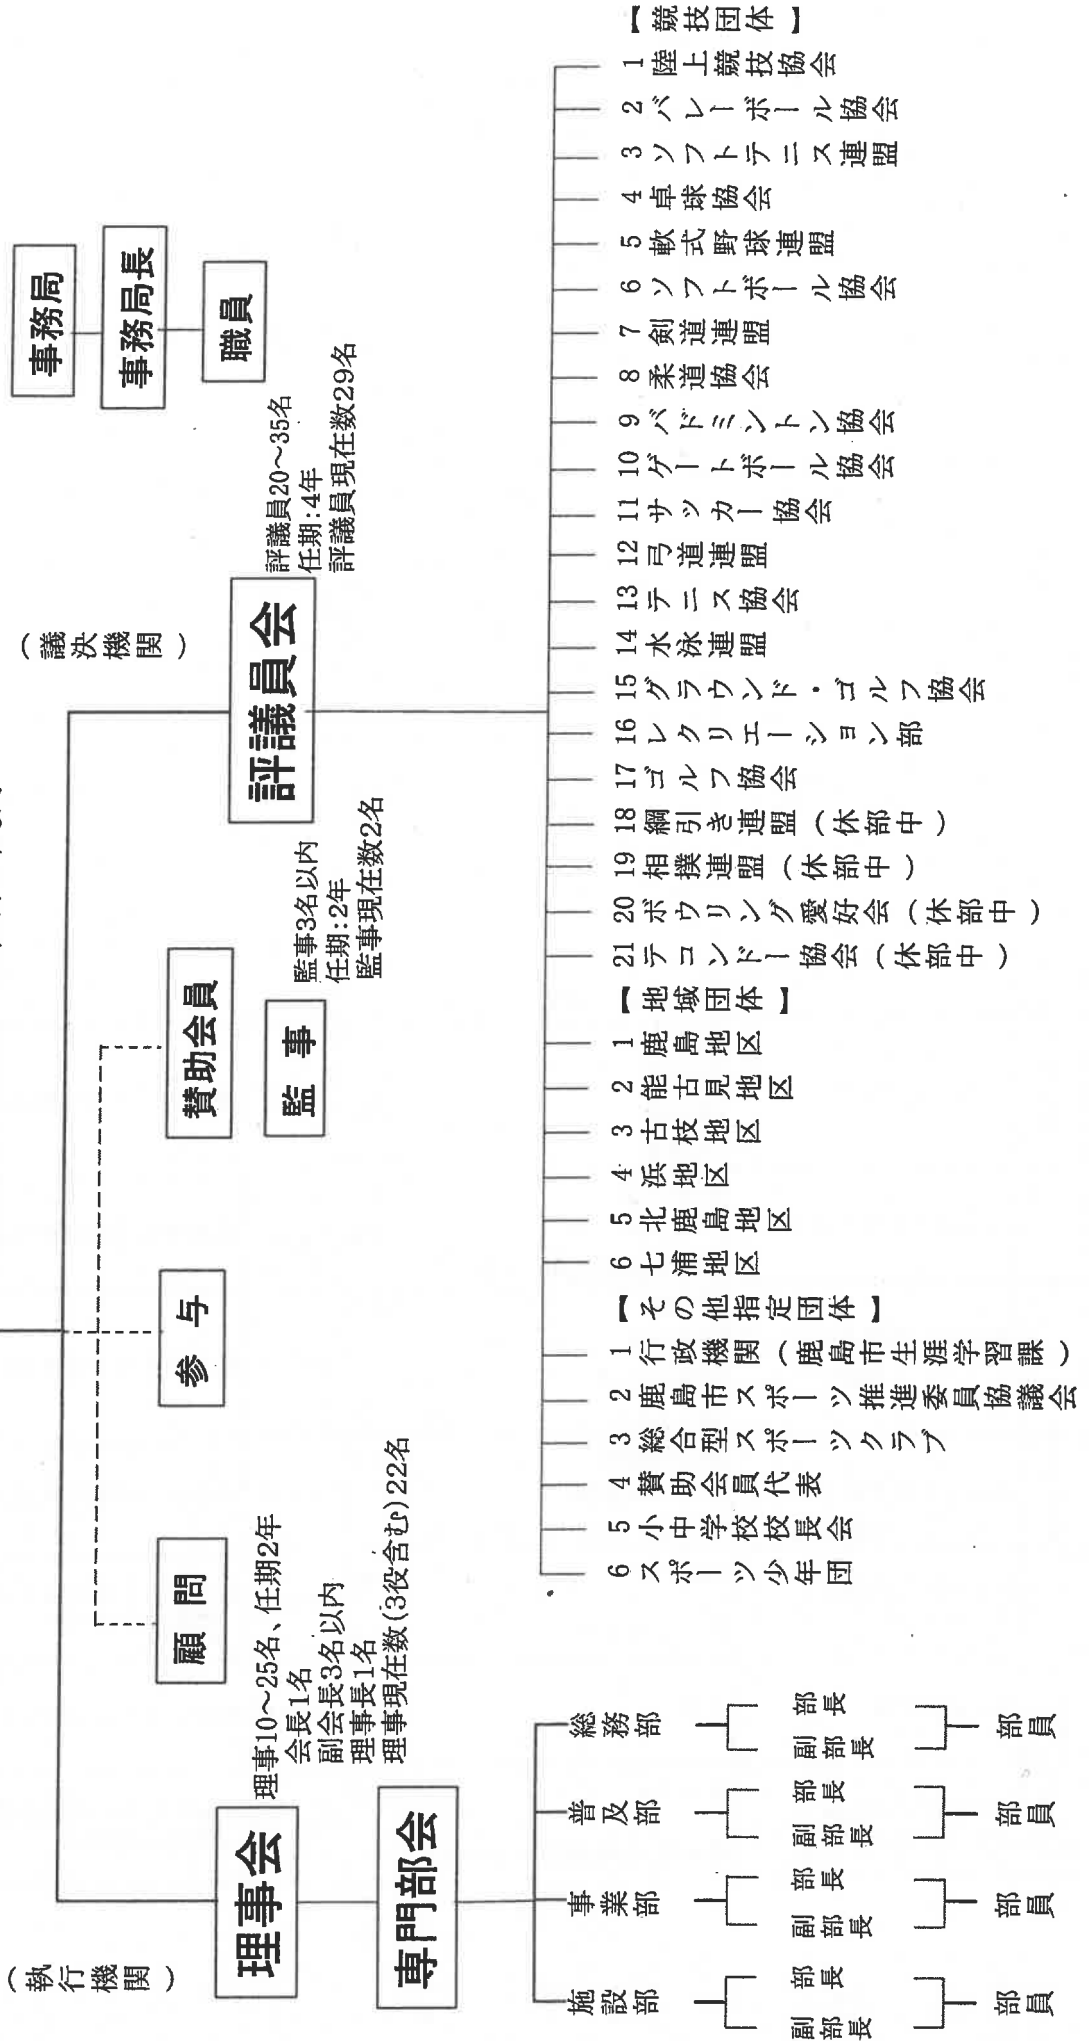 (執行機関)
(議決機関)
事務局
事務局長
職員
顧問
参与
賛助会員
監事
監事3名以内
任期:2年
監事現在数2名
理事会
理事10~25名、任期2年
会長1名
副会長3名以内
理事長1名
理事現在数(3役含む)22名
評議員会
評議員20~35名
任期:4年
評議員現在数29名
専門部会
施設部
事業部
普及部
総務部
副部長
部長
副部長
部長
副部長
部長
副部長
部長
部員
部員
部員
部員
【その他指定団体】
6 スポーツ少年団
5 小中学校校長会
4 賛助会員代表
3 総合型スポーツクラブ
2 鹿島市スポーツ推進委員協議会
1 行政機関(鹿島市生涯学習課)
【地域団体】
6 七浦地区
5 北鹿島地区
4 浜地区
3 古枝地区
2 能古見地区
1 鹿島地区
【競技団体】
21 テコンドー協会(休部中)
20 ボウリング愛好会(休部中)
19 相撲連盟(休部中)
18 綱引き連盟(休部中)
17 ゴルフ協会
16 レクリエーション部
15 グラウンド・ゴルフ協会
14 水泳連盟
13 テニス協会
12 弓道連盟
11 サッカー協会
10 ゲートボール協会
9 バドミントン協会
8 柔道協会
7 剣道連盟
6 ソフトボール協会
5 軟式野球連盟
4 卓球協会
3 ソフトテニス連盟
2 バレーボール協会
1 陸上競技協会